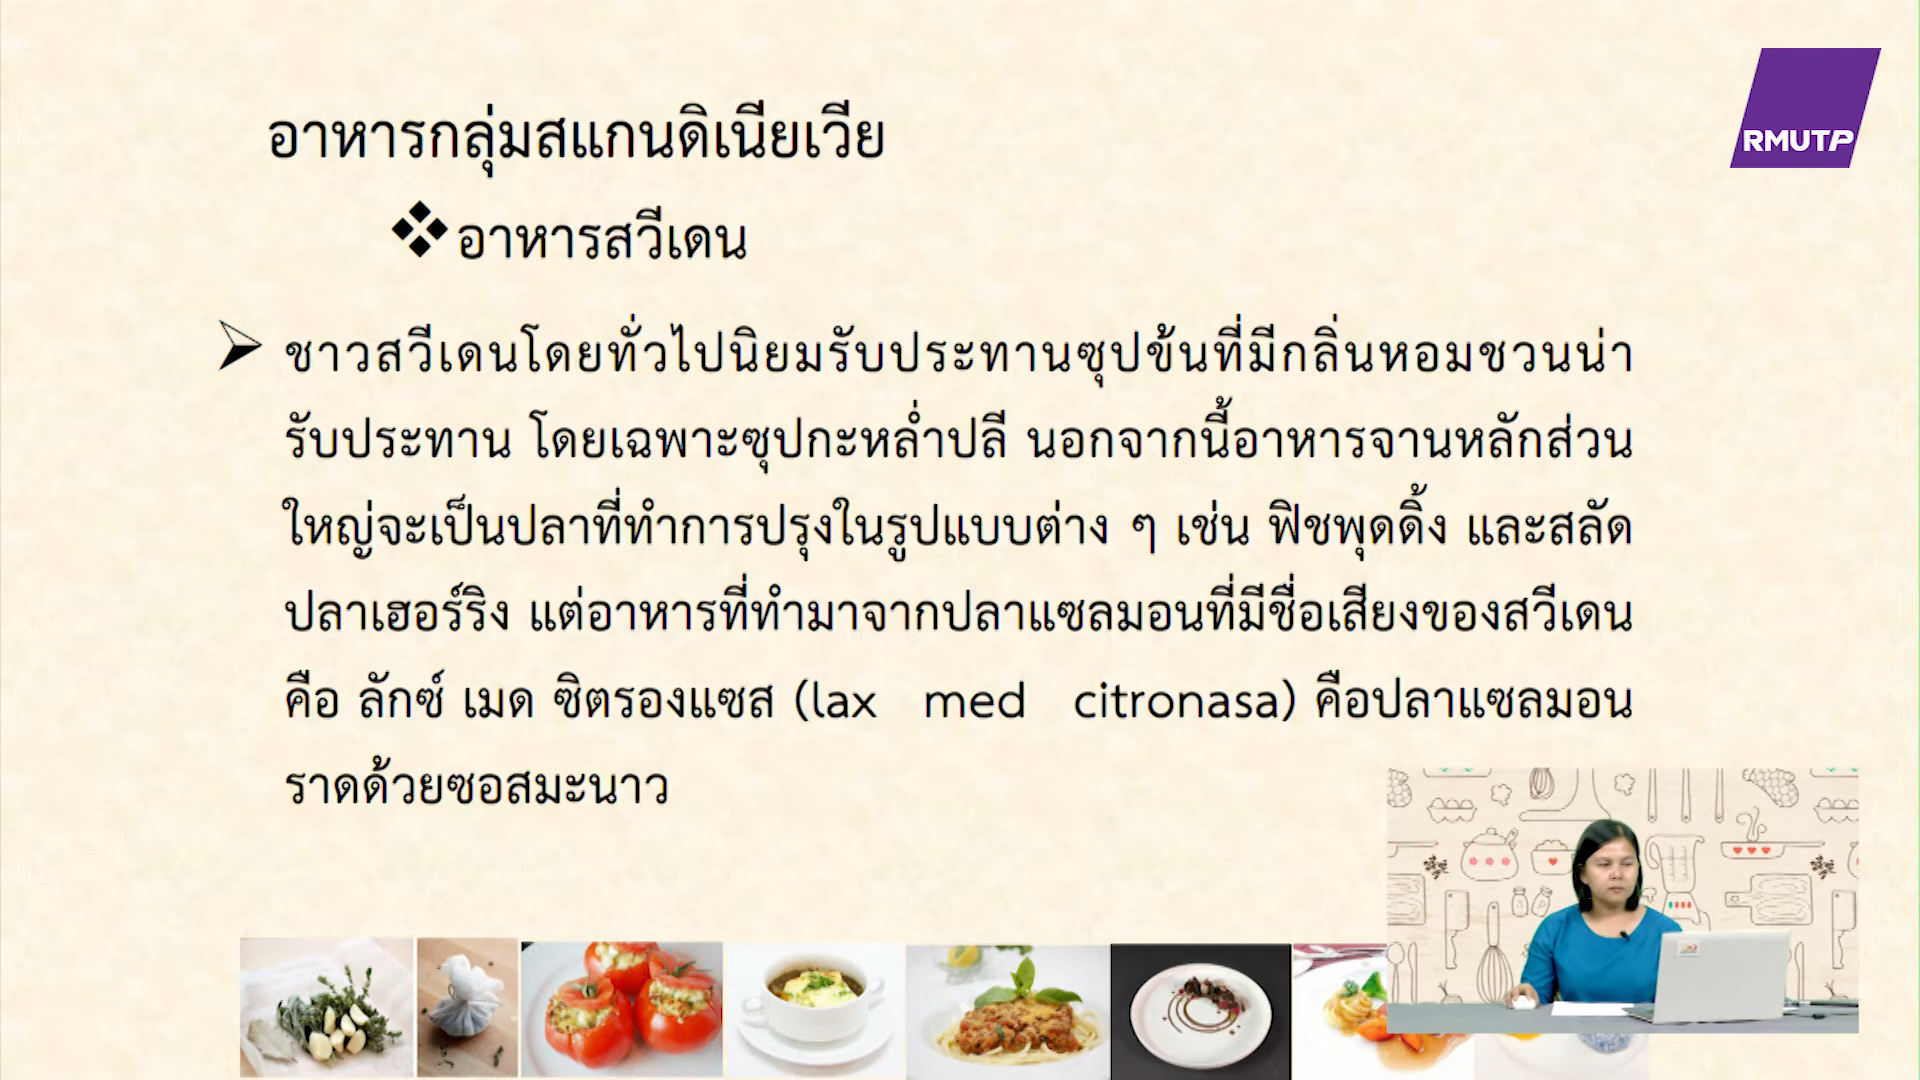 RMUTP
อาหารกลุ่มสแกนดิเนียเวีย
อาหารสวีเดน
ชาวสวีเดนโดยทั่วไปนิยมรับประทานซุปข้นที่มีกลิ่นหอมชวนน่า
รับประทาน โดยเฉพาะซุปกะหล่ำปลี นอกจากนี้อาหารจานหลักส่วน
ใหญ่จะเป็นปลาที่ทำการปรุงในรูปแบบต่าง ๆ เช่น ฟิชพุดดิ้ง และสลัด
ปลาเฮอร์ริง แต่อาหารที่ทำมาจากปลาแซลมอนที่มีชื่อเสียงของสวีเดน
คือ ลักซ์ เมด ซิตรองแซส (lax med citronasa) คือปลาแซลมอน
ราดด้วยซอสมะนาว